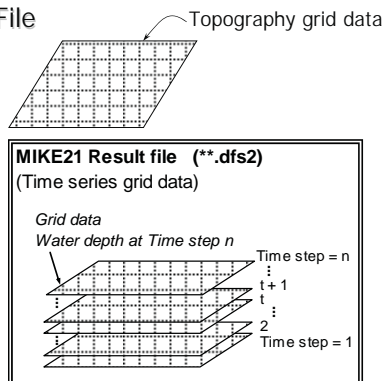 File
Topography grid data
MIKE21 Result file (**.dfs2)
(Time series grid data)
Grid data
Water depth at Time step n
Time step = n
⋮
t + 1
t
⋮
2
Time step = 1